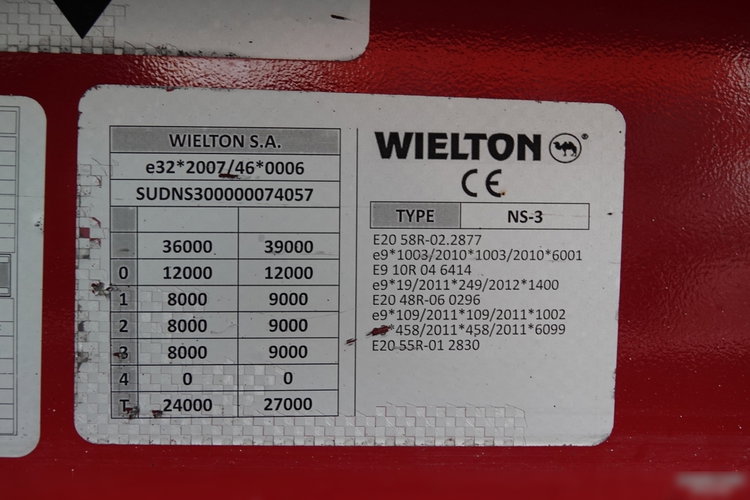 WIELTON S.A.
e32*2007/46*0006
SUDNS300000074057
36000 39000
0 12000 12000
1 8000 9000
2 8000 9000
3 8000 9000
4 0 0
T 24000 27000
WIELTON ®
CE
TYPE NS-3
E20 58R-02.2877
e9*1003/2010*1003/2010*6001
E9 10R 04 6414
e9*19/2011*249/2012*1400
E20 48R-06 0296
e9*109/2011*109/2011*1002
*458/2011*458/2011*6099
E20 55R-01 2830